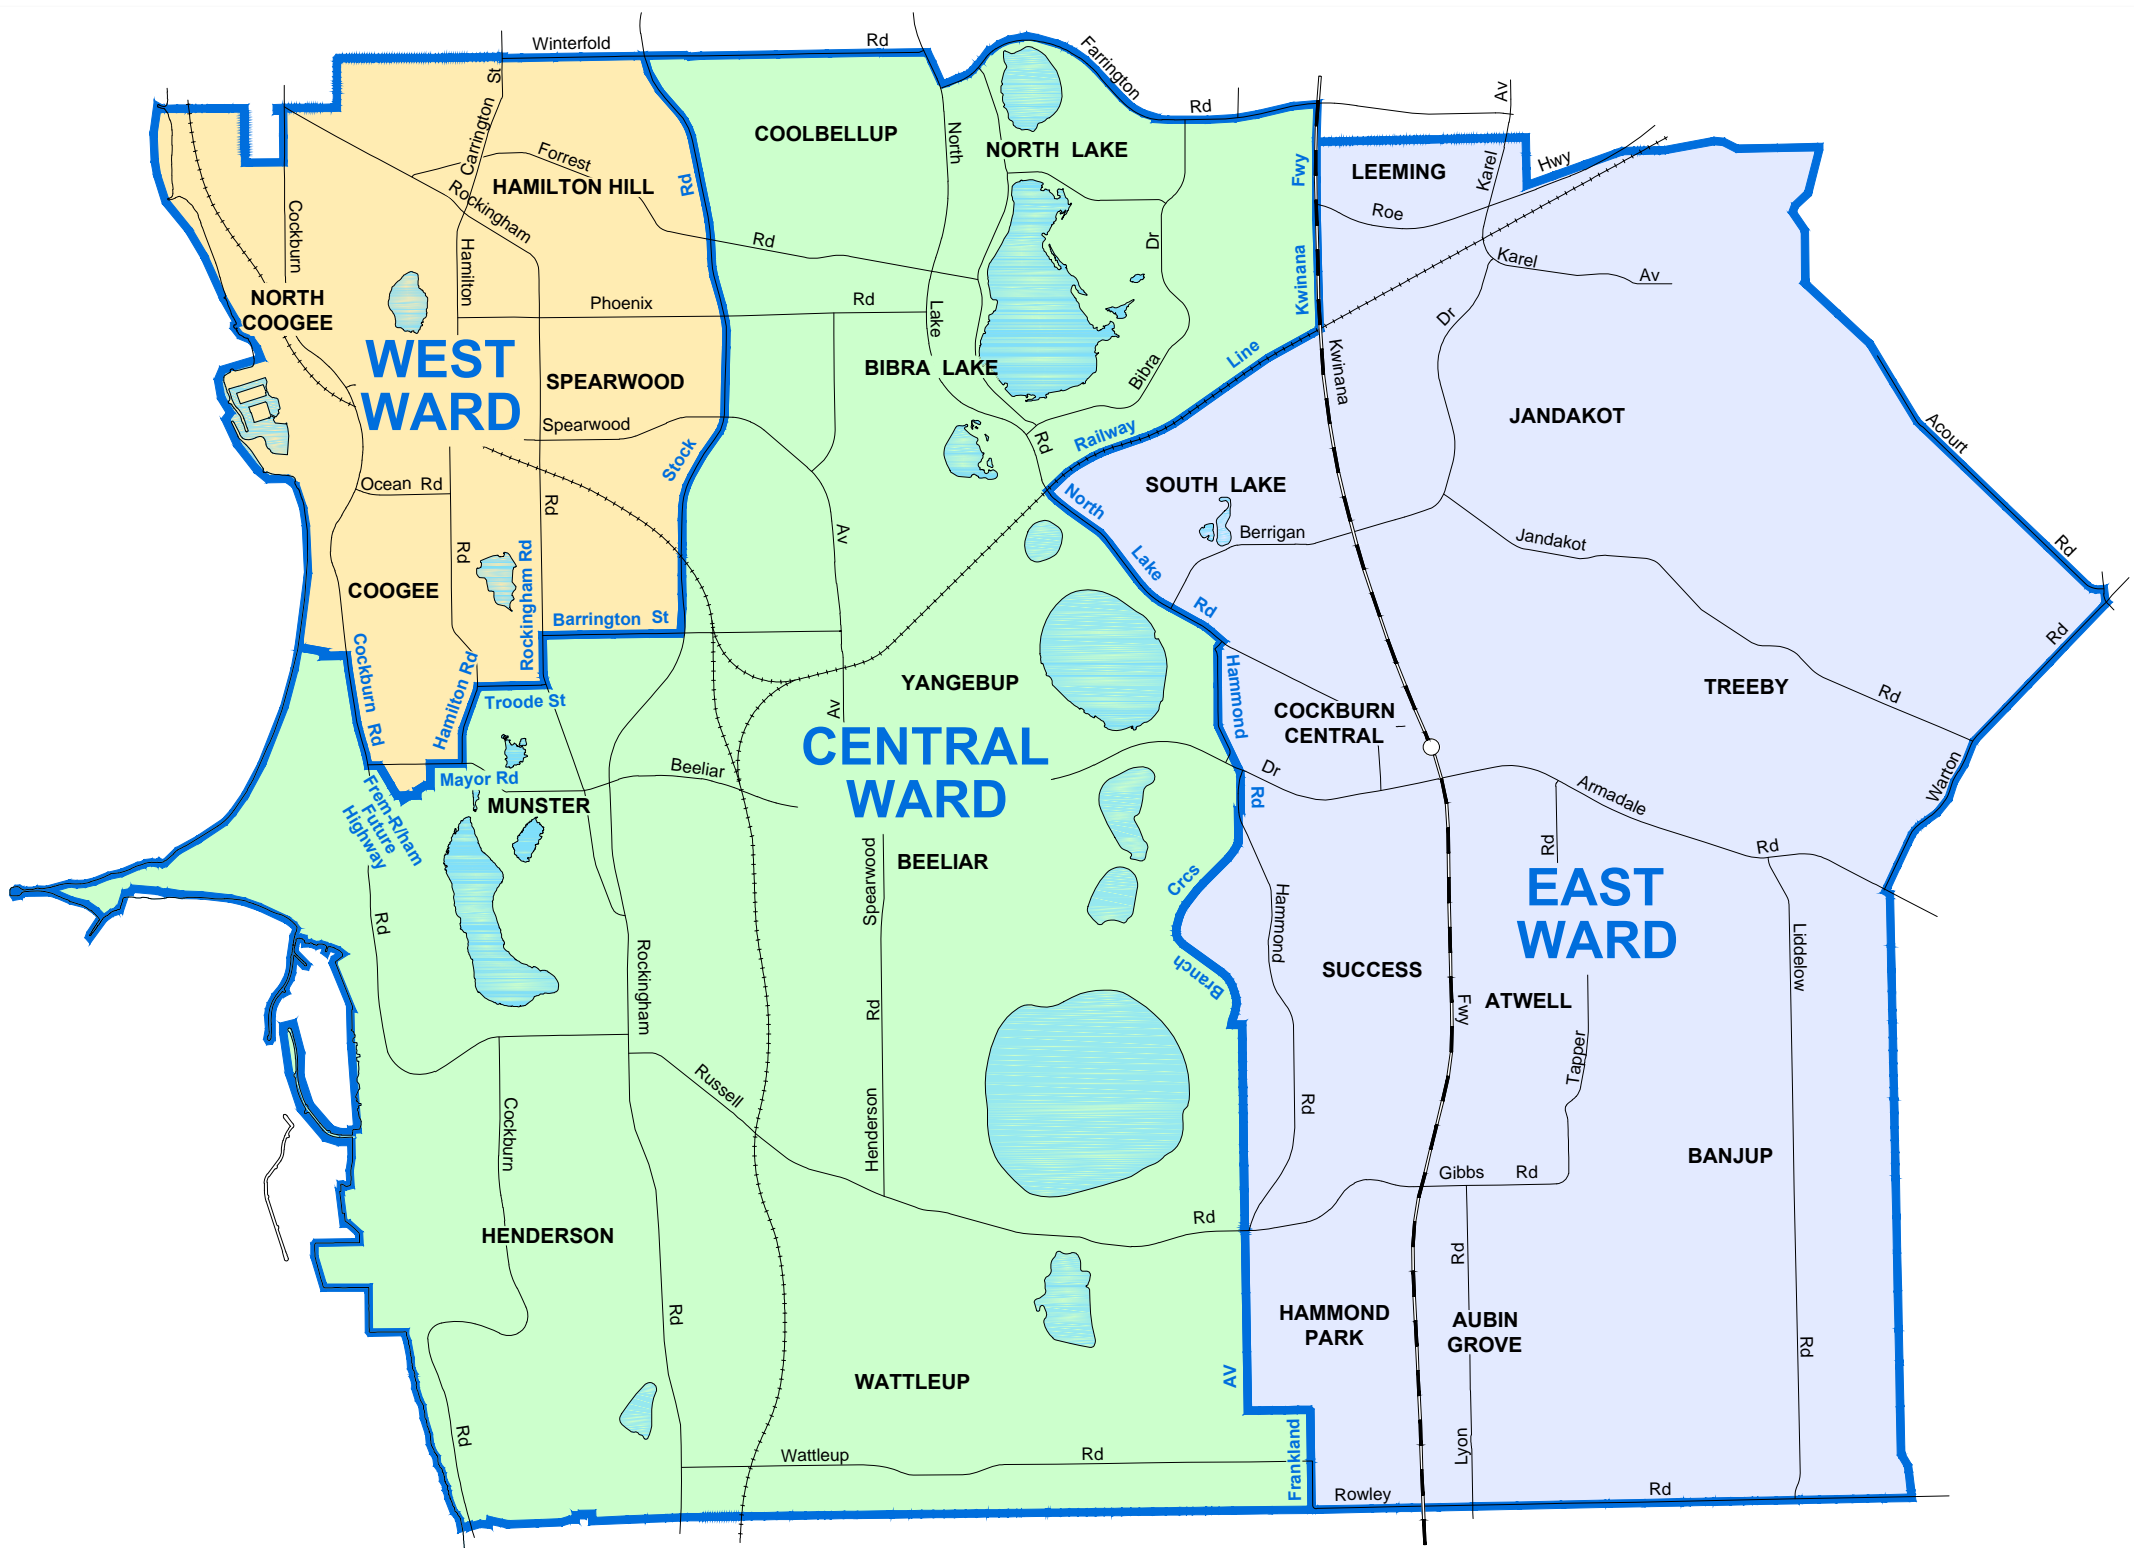 Winterfold
Rd
Farrington
Rd
Av
St
Carrington
COOLBELLUP
North
NORTH LAKE
Fwy
LEEMING
Karel
Hwy
Forrest
HAMILTON HILL
Rockingham
Rd
Roe
Cockburn
Hamilton
Rd
Dr
Kwinana
Karel
Av
NORTH
COOGEE
Phoenix
Rd
Lake
Dr
WEST
WARD
SPEARWOOD
BIBRA LAKE
Bibra
Line
Kwinana
JANDAKOT
Spearwood
Stock
Rd
Railway
Acourt
Ocean Rd
Rd
SOUTH LAKE
North
Berrigan
Jandakot
Rd
Av
Rd
Lake
Rockingham Rd
COOGEE
Barrington St
Rd
Rd
Cockburn Rd
Hamilton Rd
Troode St
YANGEBUP
Av
Hammond
COCKBURN
CENTRAL
TREEBY
Rd
CENTRAL
WARD
Beeliar
Mayor Rd
MUNSTER
Frem-R/ham
Future
Highway
Dr
Rd
Armadale
Warton
Rd
Rd
BEELIAR
Spearwood
Crcs
EAST
WARD
Rd
Hammond
Branch
Liddelow
Rockingham
SUCCESS
ATWELL
Fwy
Rd
Russell
Tapper
Cockburn
Henderson
Rd
BANJUP
Gibbs Rd
HENDERSON
Rd
Rd
Rd
HAMMOND
PARK
AUBIN
GROVE
Rd
WATTLEUP
AV
Rd
Wattleup
Rd
Frankland
Lyon
Rowley
Rd